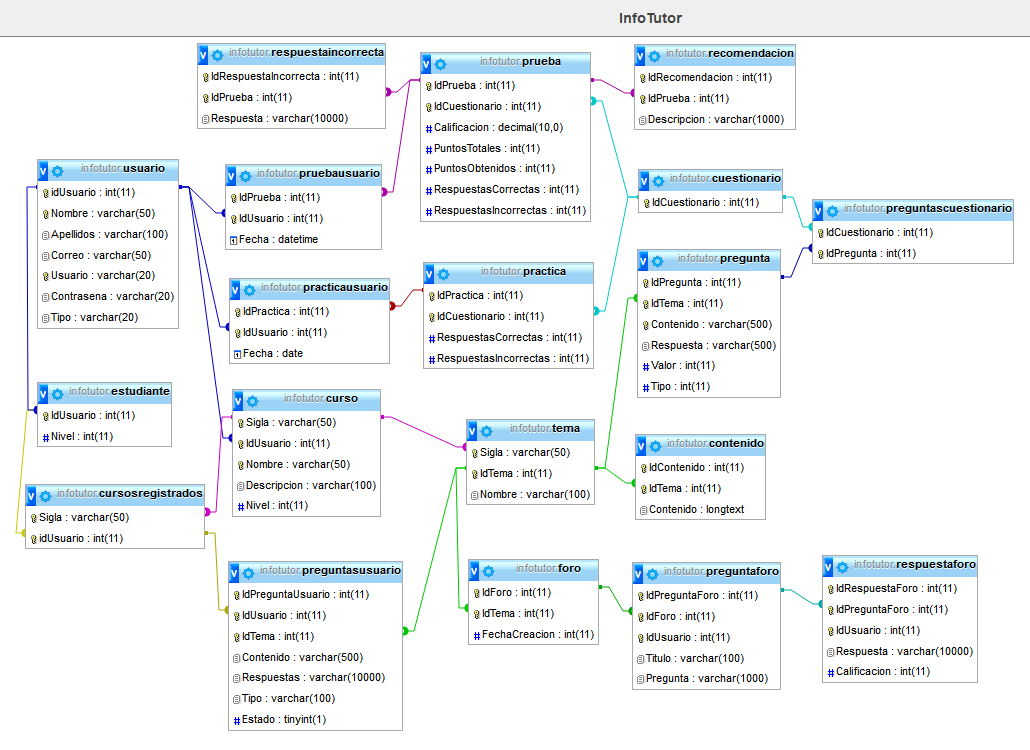 InfoTutor
infotutor.respuestaincorrecta
IdRespuestaIncorrecta : int(11)
IdPrueba : int(11)
Respuesta : varchar(10000)
infotutor.prueba
IdPrueba : int(11)
IdCuestionario : int(11)
Calificacion : decimal(10,0)
PuntosTotales : int(11)
PuntosObtenidos : int(11)
RespuestasCorrectas : int(11)
RespuestasIncorrectas : int(11)
infotutor.recomendacion
IdRecomendacion : int(11)
IdPrueba : int(11)
Descripcion : varchar(1000)
infotutor.usuario
idUsuario : int(11)
Nombre : varchar(50)
Apellidos : varchar(100)
Correo : varchar(50)
Usuario : varchar(20)
Contrasena : varchar(20)
Tipo : varchar(20)
infotutor.pruebausuario
IdPrueba : int(11)
IdUsuario : int(11)
Fecha : datetime
infotutor.cuestionario
IdCuestionario : int(11)
infotutor.preguntascuestionario
IdCuestionario : int(11)
IdPregunta : int(11)
infotutor.practicausuario
IdPractica : int(11)
IdUsuario : int(11)
Fecha : date
infotutor.practica
IdPractica : int(11)
IdCuestionario : int(11)
RespuestasCorrectas : int(11)
RespuestasIncorrectas : int(11)
infotutor.pregunta
IdPregunta : int(11)
IdTema : int(11)
Contenido : varchar(500)
Respuesta : varchar(500)
Valor : int(11)
Tipo : int(11)
infotutor.estudiante
IdUsuario : int(11)
Nivel : int(11)
infotutor.curso
Sigla : varchar(50)
IdUsuario : int(11)
Nombre : varchar(50)
Descripcion : varchar(100)
Nivel : int(11)
infotutor.tema
Sigla : varchar(50)
IdTema : int(11)
Nombre : varchar(100)
infotutor.contenido
IdContenido : int(11)
IdTema : int(11)
Contenido : longtext
infotutor.cursosregistrados
Sigla : varchar(50)
idUsuario : int(11)
infotutor.preguntasusuario
IdPreguntaUsuario : int(11)
IdUsuario : int(11)
IdTema : int(11)
Contenido : varchar(500)
Respuestas : varchar(10000)
Tipo : varchar(100)
Estado : tinyint(1)
infotutor.foro
IdForo : int(11)
IdTema : int(11)
FechaCreacion : int(11)
infotutor.preguntaforo
IdPreguntaForo : int(11)
IdForo : int(11)
IdUsuario : int(11)
Titulo : varchar(100)
Pregunta : varchar(1000)
infotutor.respuestaforo
IdRespuestaForo : int(11)
IdPreguntaForo : int(11)
IdUsuario : int(11)
Respuesta : varchar(10000)
Calificacion : int(11)